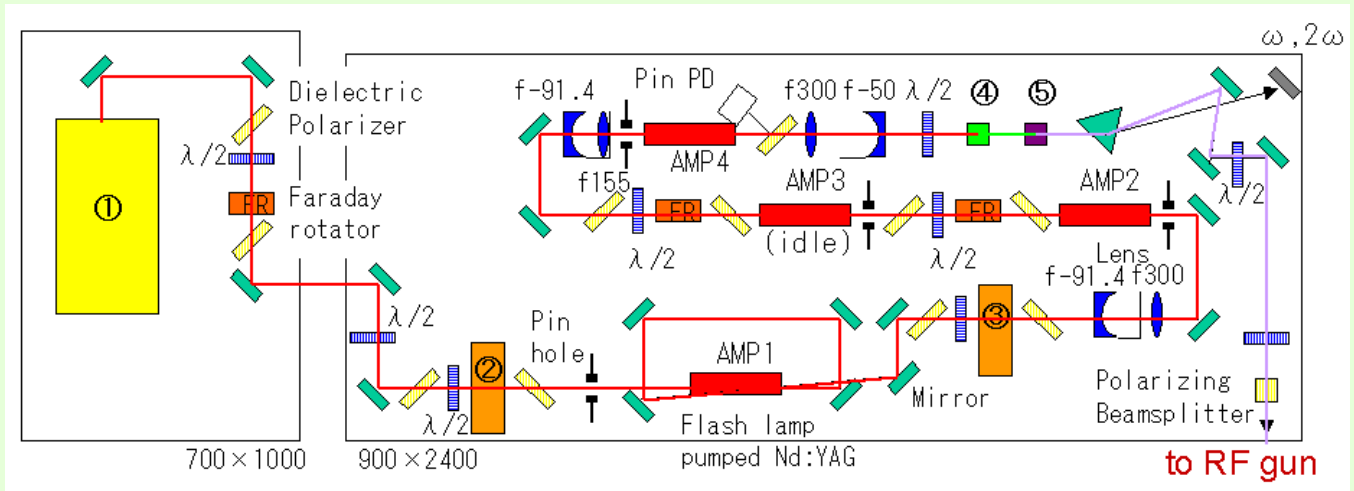 ω,2ω
Pin PD
f-91.4
f300 f-50 λ/2
④
⑤
Dielectric
Polarizer
λ/2
AMP4
f155
AMP3
AMP2
①
FR
Faraday
rotator
FR
FR
λ/2
(idle)
λ/2
λ/2
Lens
f-91.4 f300
λ/2
Pin
hole
③
AMP1
②
Mirror
Polarizing
Beamsplitter
λ/2
Flash lamp
pumped Nd:YAG
700×1000
900×2400
to RF gun